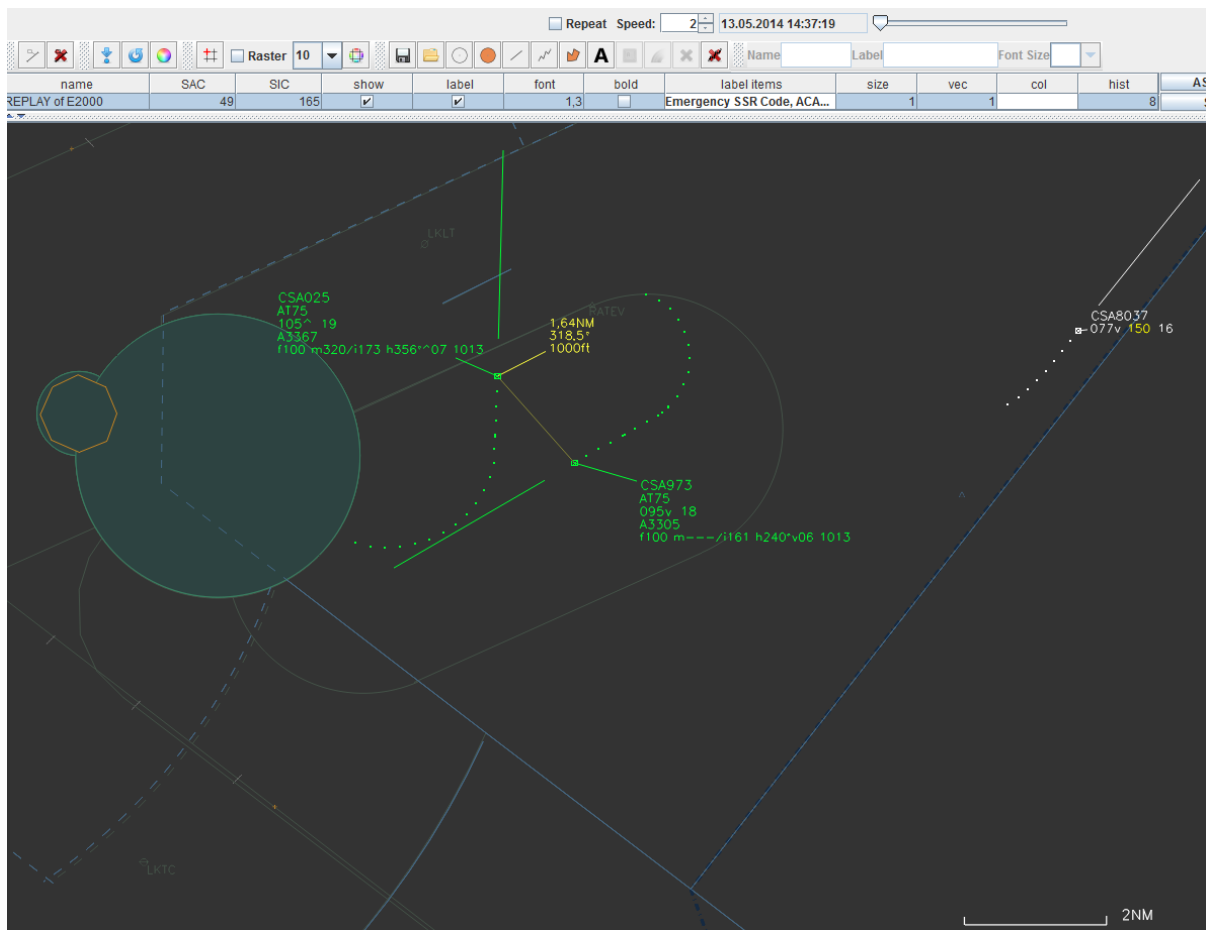 Repeat Speed: 2 13.05.2014 14:37:19
Raster 10 A Name Label Font Size
name SAC SIC show label font bold label items size vec col hist AS
REPLAY of E2000 49 165 1,3 Emergency SSR Code, ACA... 1 1 8
LKLT
CSA025
AT75
105^ 19
A3367
f100 m320/i173 h356°^07 1013
RATEV
1,64NM
318.5°
1000ft
CSA8037
077v 150 16
CSA973
AT75
095v 18
A3305
f100 m---/i161 h240°v06 1013
LKTC
2NM